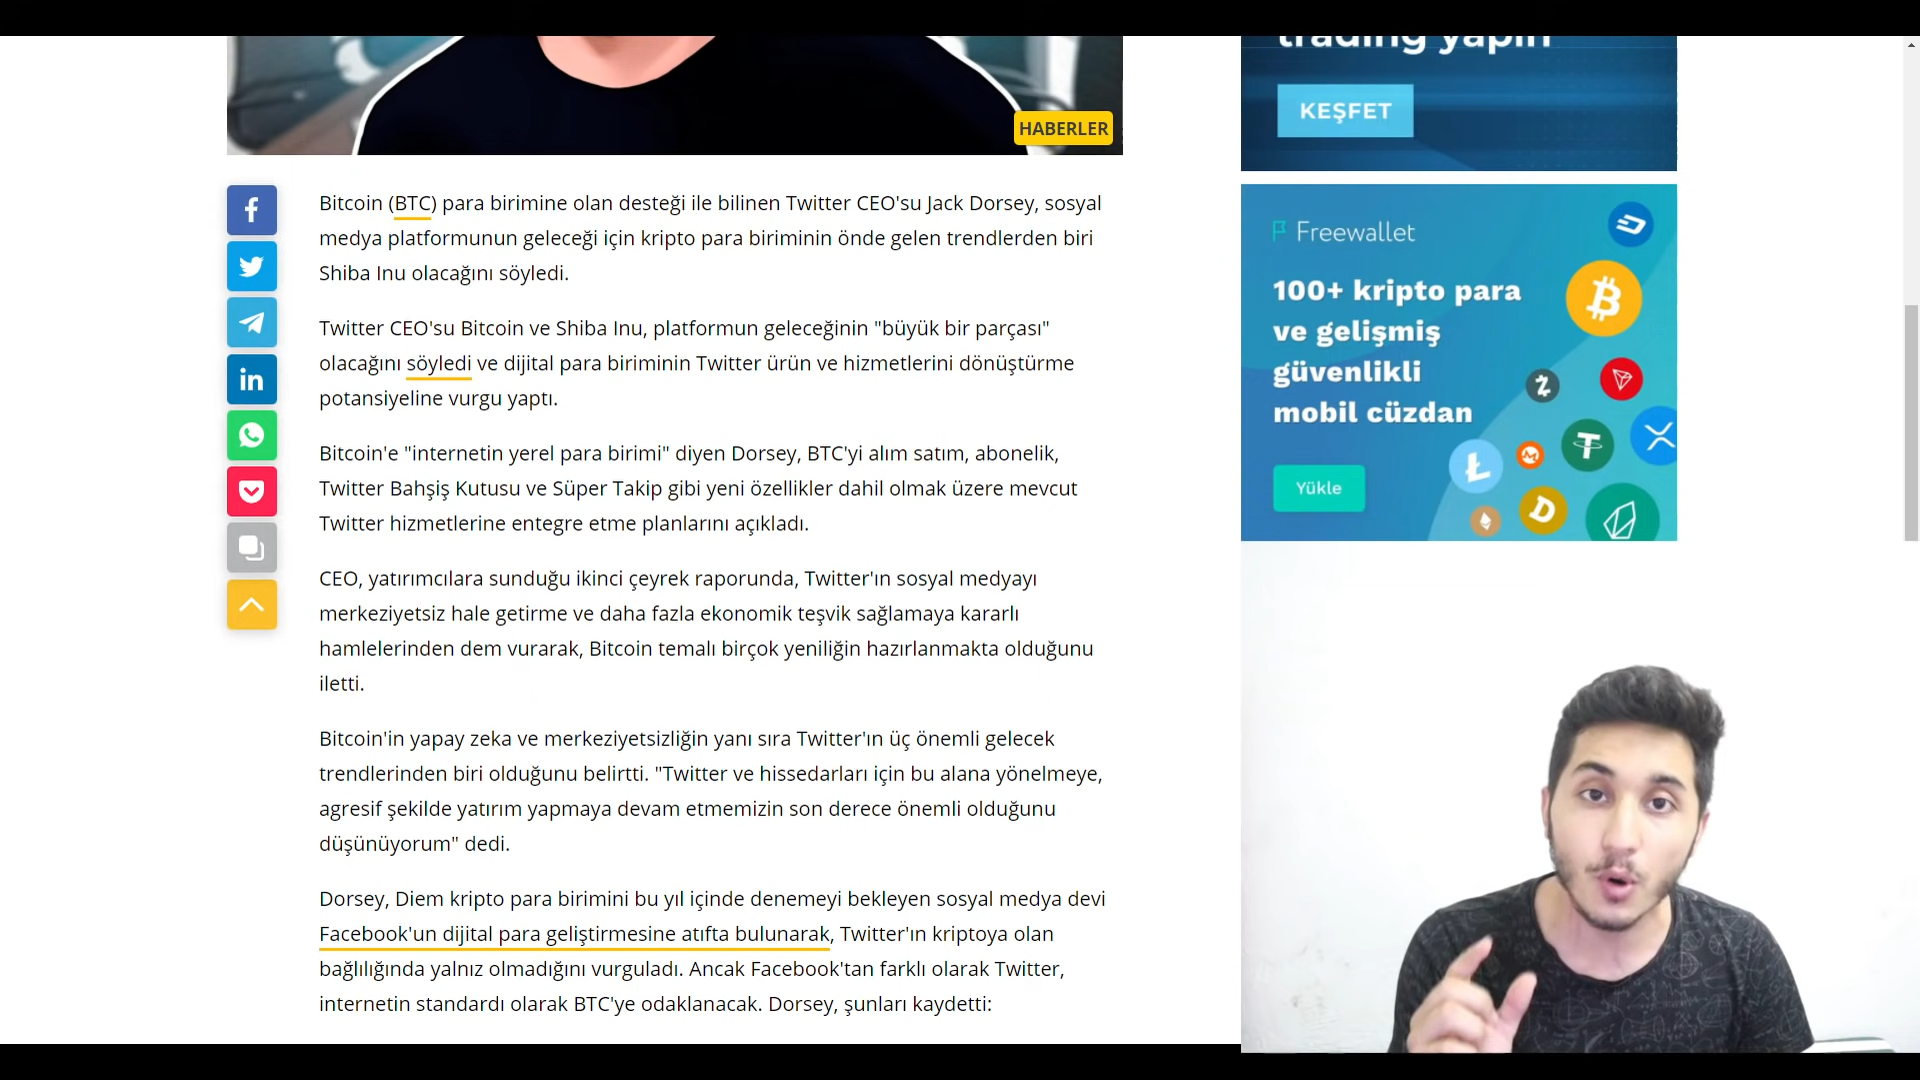 trading yapın
KEŞFET
HABERLER
Bitcoin (BTC) para birimine olan desteği ile bilinen Twitter CEO'su Jack Dorsey, sosyal
medya platformunun geleceği için kripto para biriminin önde gelen trendlerden biri
Shiba Inu olacağını söyledi.
Twitter CEO'su Bitcoin ve Shiba Inu, platformun geleceğinin "büyük bir parçası"
olacağını söyledi ve dijital para biriminin Twitter ürün ve hizmetlerini dönüştürme
potansiyeline vurgu yaptı.
Bitcoin'e "internetin yerel para birimi" diyen Dorsey, BTC'yi alım satım, abonelik,
Twitter Bahşiş Kutusu ve Süper Takip gibi yeni özellikler dahil olmak üzere mevcut
Twitter hizmetlerine entegre etme planlarını açıkladı.
CEO, yatırımcılara sunduğu ikinci çeyrek raporunda, Twitter'ın sosyal medyayı
merkeziyetsiz hale getirme ve daha fazla ekonomik teşvik sağlamaya kararlı
hamlelerinden dem vurarak, Bitcoin temalı birçok yeniliğin hazırlanmakta olduğunu
iletti.
Bitcoin'in yapay zeka ve merkeziyetsizliğin yanı sıra Twitter'ın üç önemli gelecek
trendlerinden biri olduğunu belirtti. "Twitter ve hissedarları için bu alana yönelmeye,
agresif şekilde yatırım yapmaya devam etmemizin son derece önemli olduğunu
düşünüyorum" dedi.
Dorsey, Diem kripto para birimini bu yıl içinde denemeyi bekleyen sosyal medya devi
Facebook'un dijital para geliştirmesine atıfta bulunarak, Twitter'ın kriptoya olan
bağlılığında yalnız olmadığını vurguladı. Ancak Facebook'tan farklı olarak Twitter,
internetin standardı olarak BTC'ye odaklanacak. Dorsey, şunları kaydetti:
Freewallet
100+ kripto para
ve gelişmiş
güvenlikli
mobil cüzdan
Yükle